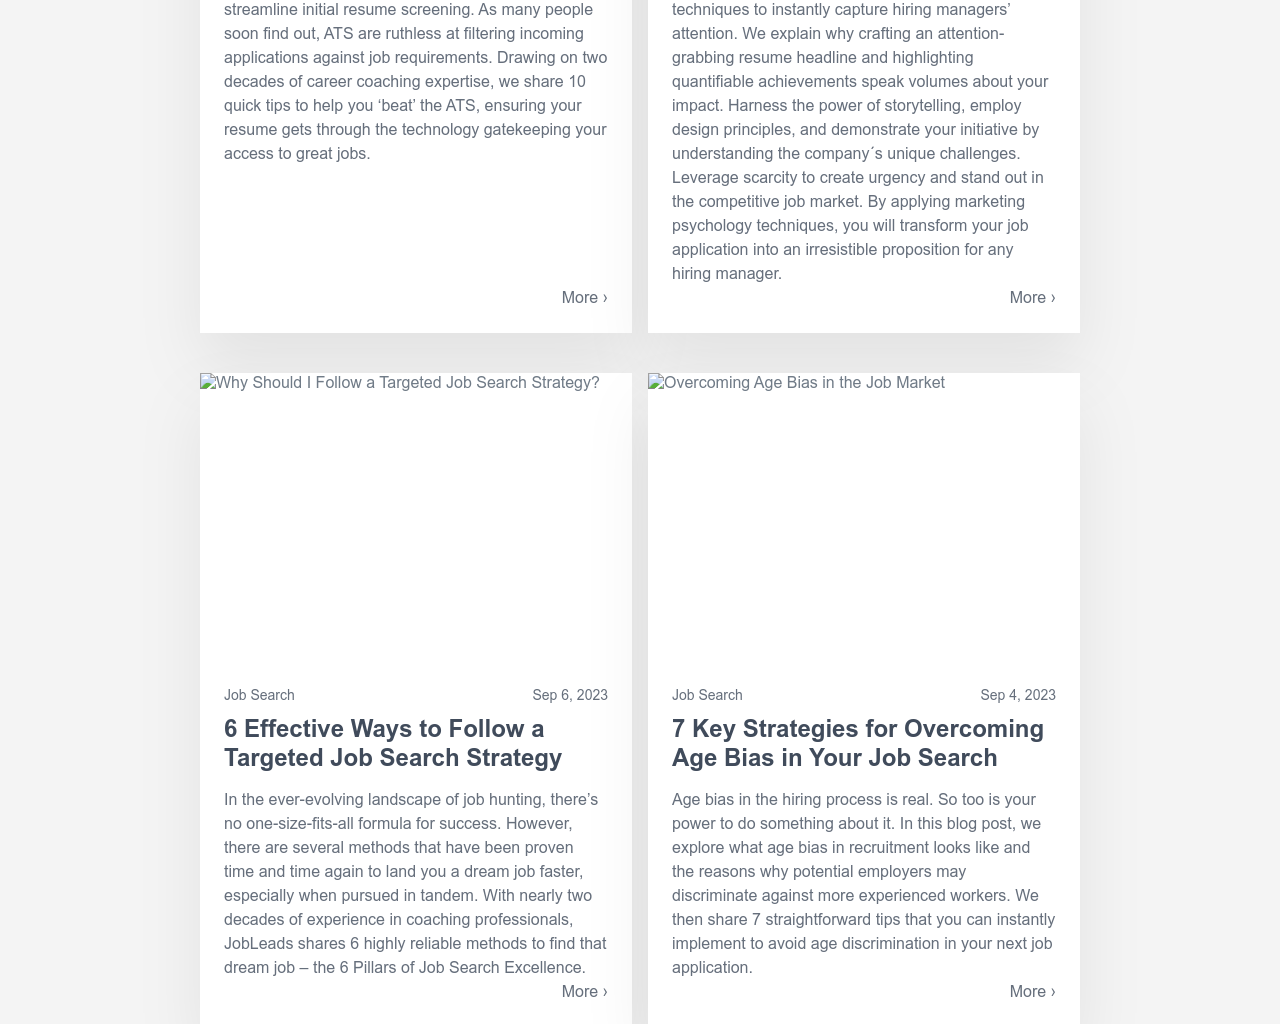 streamline initial resume screening. As many people
soon find out, ATS are ruthless at filtering incoming
applications against job requirements. Drawing on two
decades of career coaching expertise, we share 10
quick tips to help you ‘beat’ the ATS, ensuring your
resume gets through the technology gatekeeping your
access to great jobs.
More ›
techniques to instantly capture hiring managers’
attention. We explain why crafting an attention-
grabbing resume headline and highlighting
quantifiable achievements speak volumes about your
impact. Harness the power of storytelling, employ
design principles, and demonstrate your initiative by
understanding the company´s unique challenges.
Leverage scarcity to create urgency and stand out in
the competitive job market. By applying marketing
psychology techniques, you will transform your job
application into an irresistible proposition for any
hiring manager.
More ›
Why Should I Follow a Targeted Job Search Strategy?
Job Search
Sep 6, 2023
6 Effective Ways to Follow a
Targeted Job Search Strategy
In the ever-evolving landscape of job hunting, there’s
no one-size-fits-all formula for success. However,
there are several methods that have been proven
time and time again to land you a dream job faster,
especially when pursued in tandem. With nearly two
decades of experience in coaching professionals,
JobLeads shares 6 highly reliable methods to find that
dream job – the 6 Pillars of Job Search Excellence.
More ›
Overcoming Age Bias in the Job Market
Job Search
Sep 4, 2023
7 Key Strategies for Overcoming
Age Bias in Your Job Search
Age bias in the hiring process is real. So too is your
power to do something about it. In this blog post, we
explore what age bias in recruitment looks like and
the reasons why potential employers may
discriminate against more experienced workers. We
then share 7 straightforward tips that you can instantly
implement to avoid age discrimination in your next job
application.
More ›